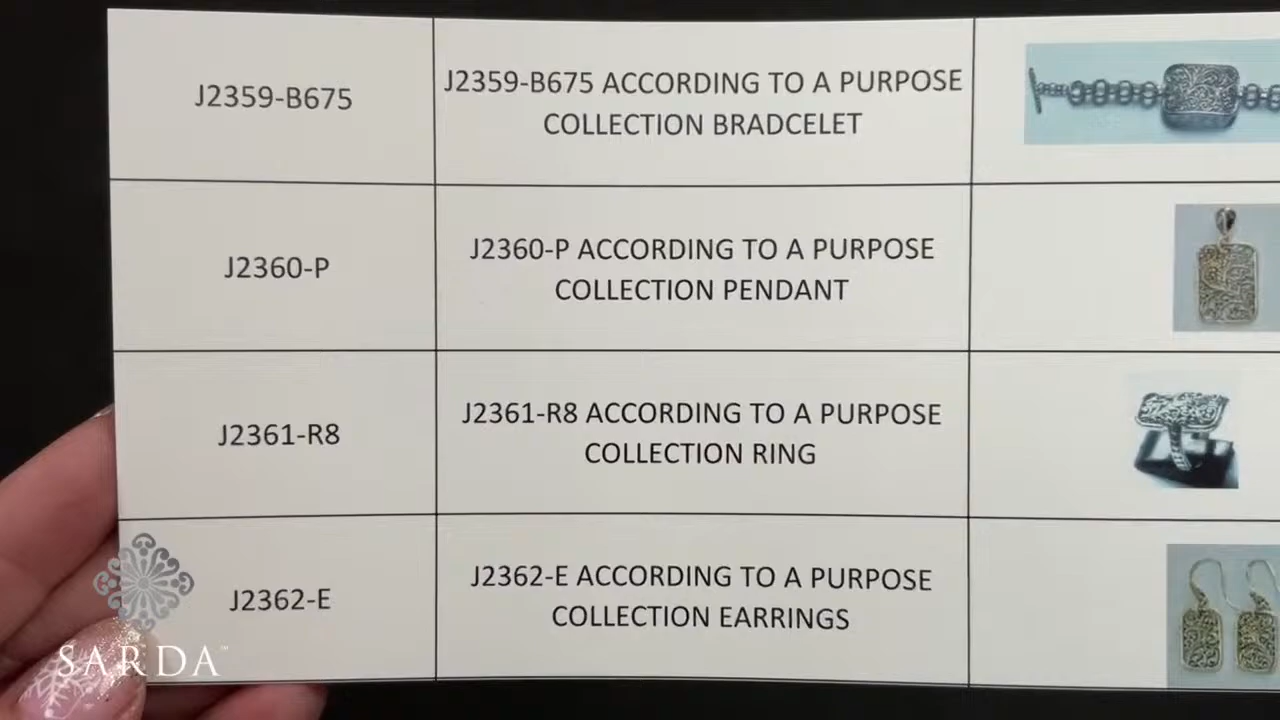 J2359-B675
J2359-B675 ACCORDING TO A PURPOSE
COLLECTION BRADCELET
J2360-P
J2360-P ACCORDING TO A PURPOSE
COLLECTION PENDANT
J2361-R8
J2361-R8 ACCORDING TO A PURPOSE
COLLECTION RING
J2362-E
J2362-E ACCORDING TO A PURPOSE
COLLECTION EARRINGS
SARDA™